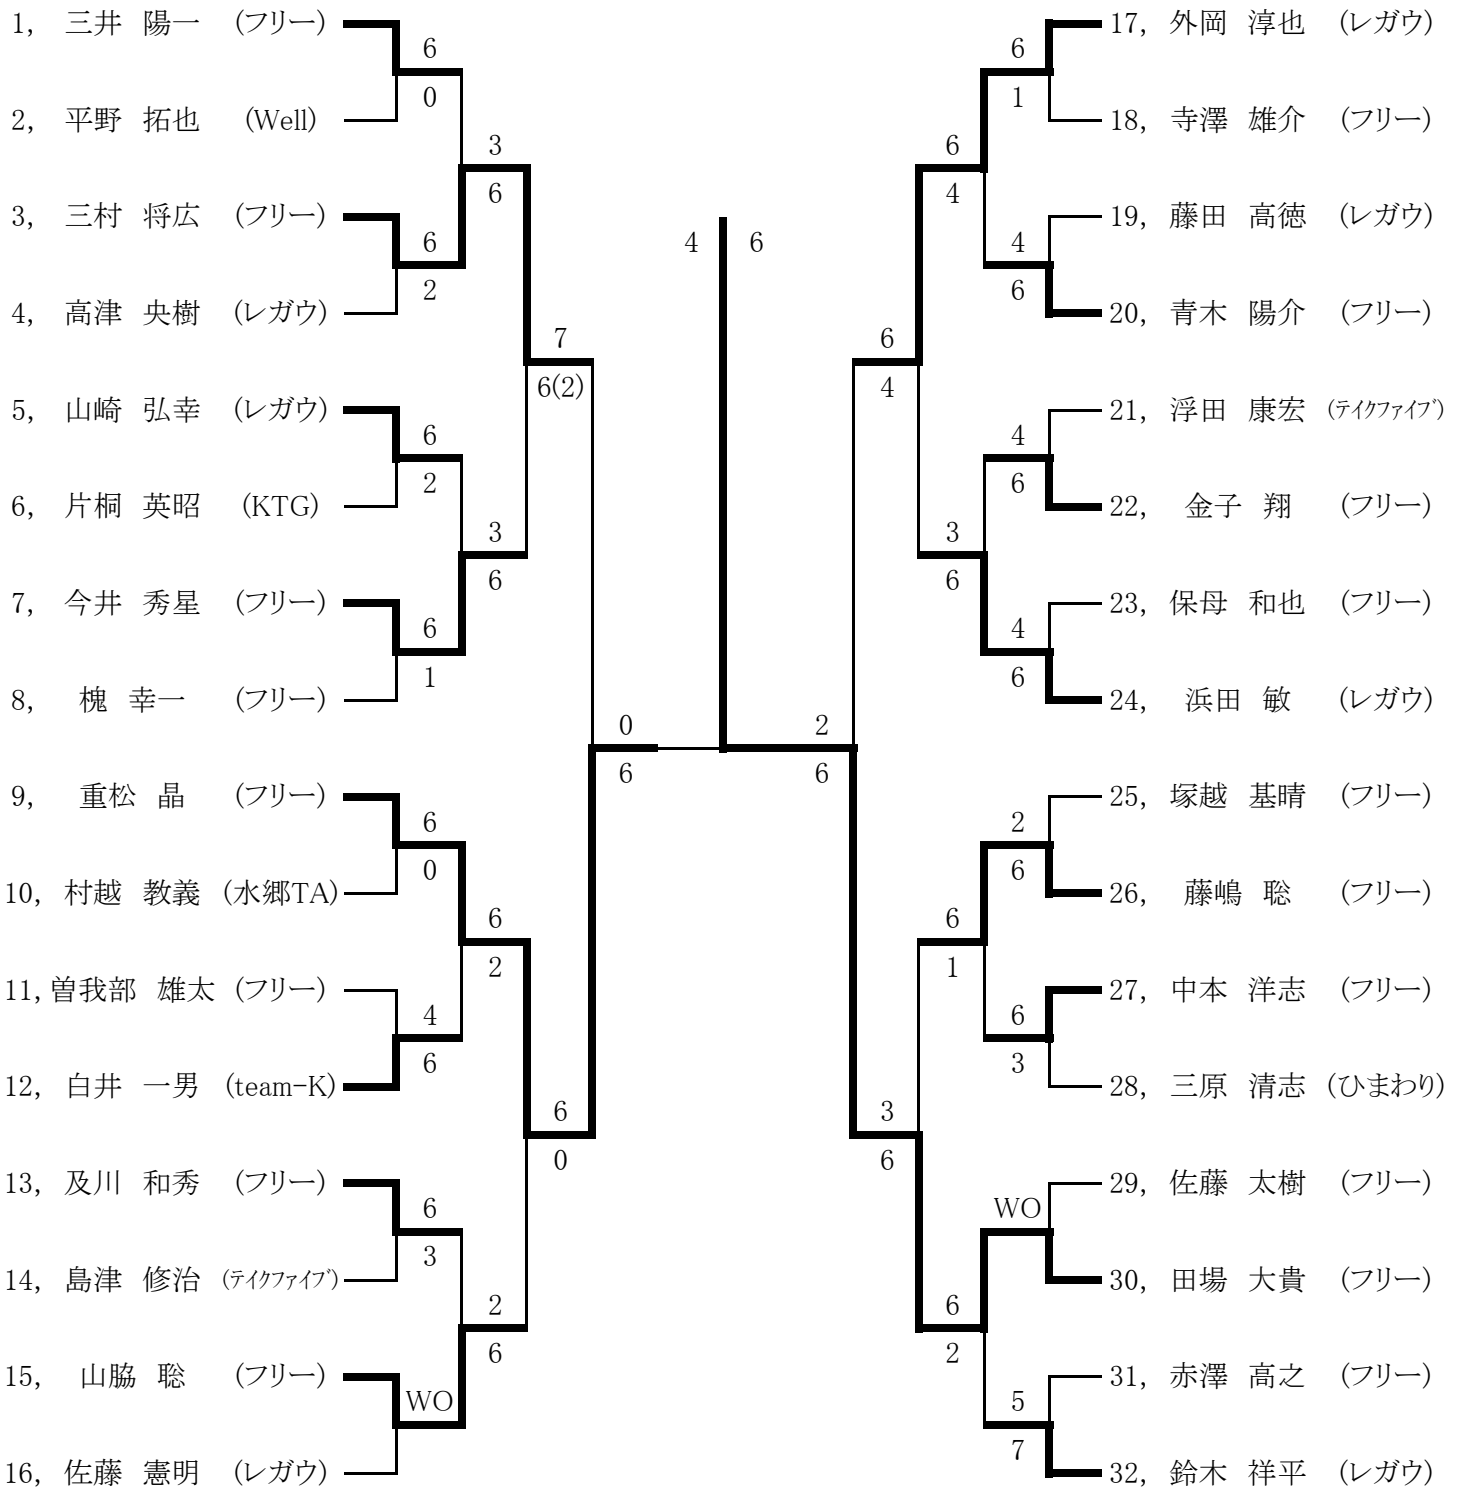 1, 三井 陽一 (フリー)
6
0
2, 平野 拓也 (Well)
3
6
3, 三村 将広 (フリー)
6
2
4, 高津 央樹 (レガウ)
7
6(2)
5, 山崎 弘幸 (レガウ)
6
2
6, 片桐 英昭 (KTG)
3
6
7, 今井 秀星 (フリー)
6
1
8, 槐 幸一 (フリー)
0
6
9, 重松 晶 (フリー)
6
0
10, 村越 教義 (水郷TA)
6
2
11, 曽我部 雄太 (フリー)
4
6
12, 白井 一男 (team-K)
6
0
13, 及川 和秀 (フリー)
6
3
14, 島津 修治 (テイクファイブ)
2
6
15, 山脇 聡 (フリー)
WO
16, 佐藤 憲明 (レガウ)
4 6
17, 外岡 淳也 (レガウ)
6
1
18, 寺澤 雄介 (フリー)
6
4
19, 藤田 高徳 (レガウ)
4
6
20, 青木 陽介 (フリー)
6
4
21, 浮田 康宏 (テイクファイブ)
4
6
22, 金子 翔 (フリー)
3
6
23, 保母 和也 (フリー)
4
6
24, 浜田 敏 (レガウ)
2
6
25, 塚越 基晴 (フリー)
2
6
26, 藤嶋 聡 (フリー)
6
1
27, 中本 洋志 (フリー)
6
3
28, 三原 清志 (ひまわり)
3
6
29, 佐藤 太樹 (フリー)
WO
30, 田場 大貴 (フリー)
6
2
31, 赤澤 高之 (フリー)
5
7
32, 鈴木 祥平 (レガウ)